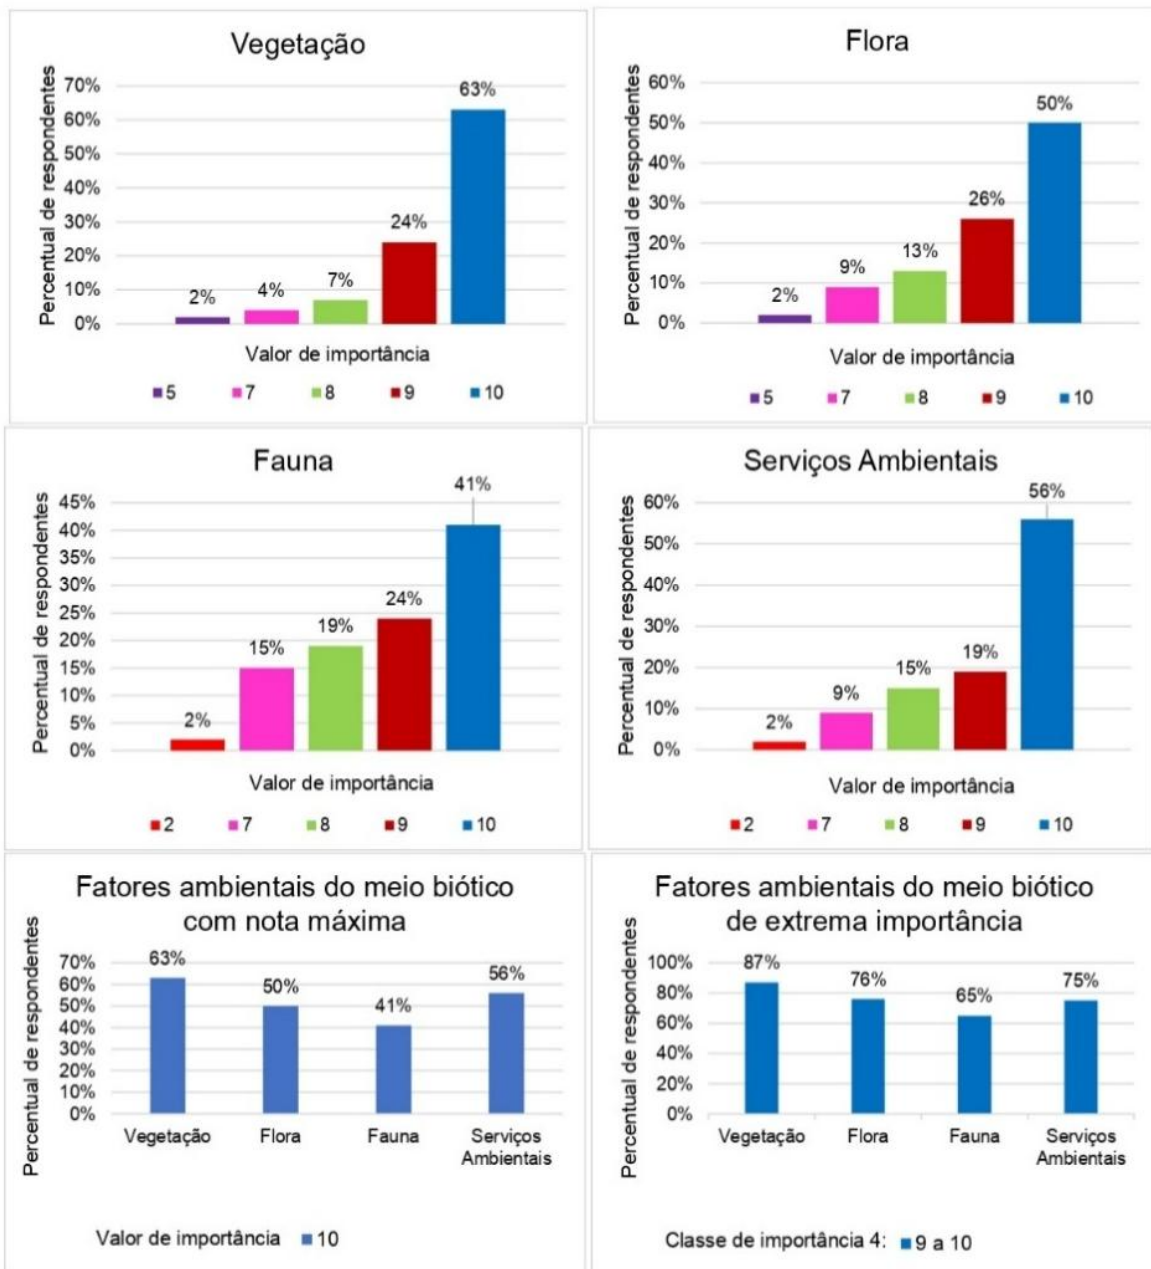 Vegetação
Percentual de respondentes
70%
60%
50%
40%
30%
20%
10%
0%
2%
4%
7%
24%
63%
Valor de importância
5 7 8 9 10
Flora
Percentual de respondentes
60%
50%
40%
30%
20%
10%
0%
2%
9%
13%
26%
50%
Valor de importância
5 7 8 9 10
Fauna
Percentual de respondentes
45%
40%
35%
30%
25%
20%
15%
10%
5%
0%
2%
15%
19%
24%
41%
Valor de importância
2 7 8 9 10
Serviços Ambientais
Percentual de respondentes
60%
50%
40%
30%
20%
10%
0%
2%
9%
15%
19%
56%
Valor de importância
2 7 8 9 10
Fatores ambientais do meio biótico
com nota máxima
Percentual de respondentes
70%
60%
50%
40%
30%
20%
10%
0%
63%
50%
41%
56%
Vegetação Flora Fauna Serviços
Ambientais
Valor de importância 10
Fatores ambientais do meio biótico
de extrema importância
Percentual de respondentes
100%
80%
60%
40%
20%
0%
87%
76%
65%
75%
Vegetação Flora Fauna Serviços
Ambientais
Classe de importância 4: 9 a 10